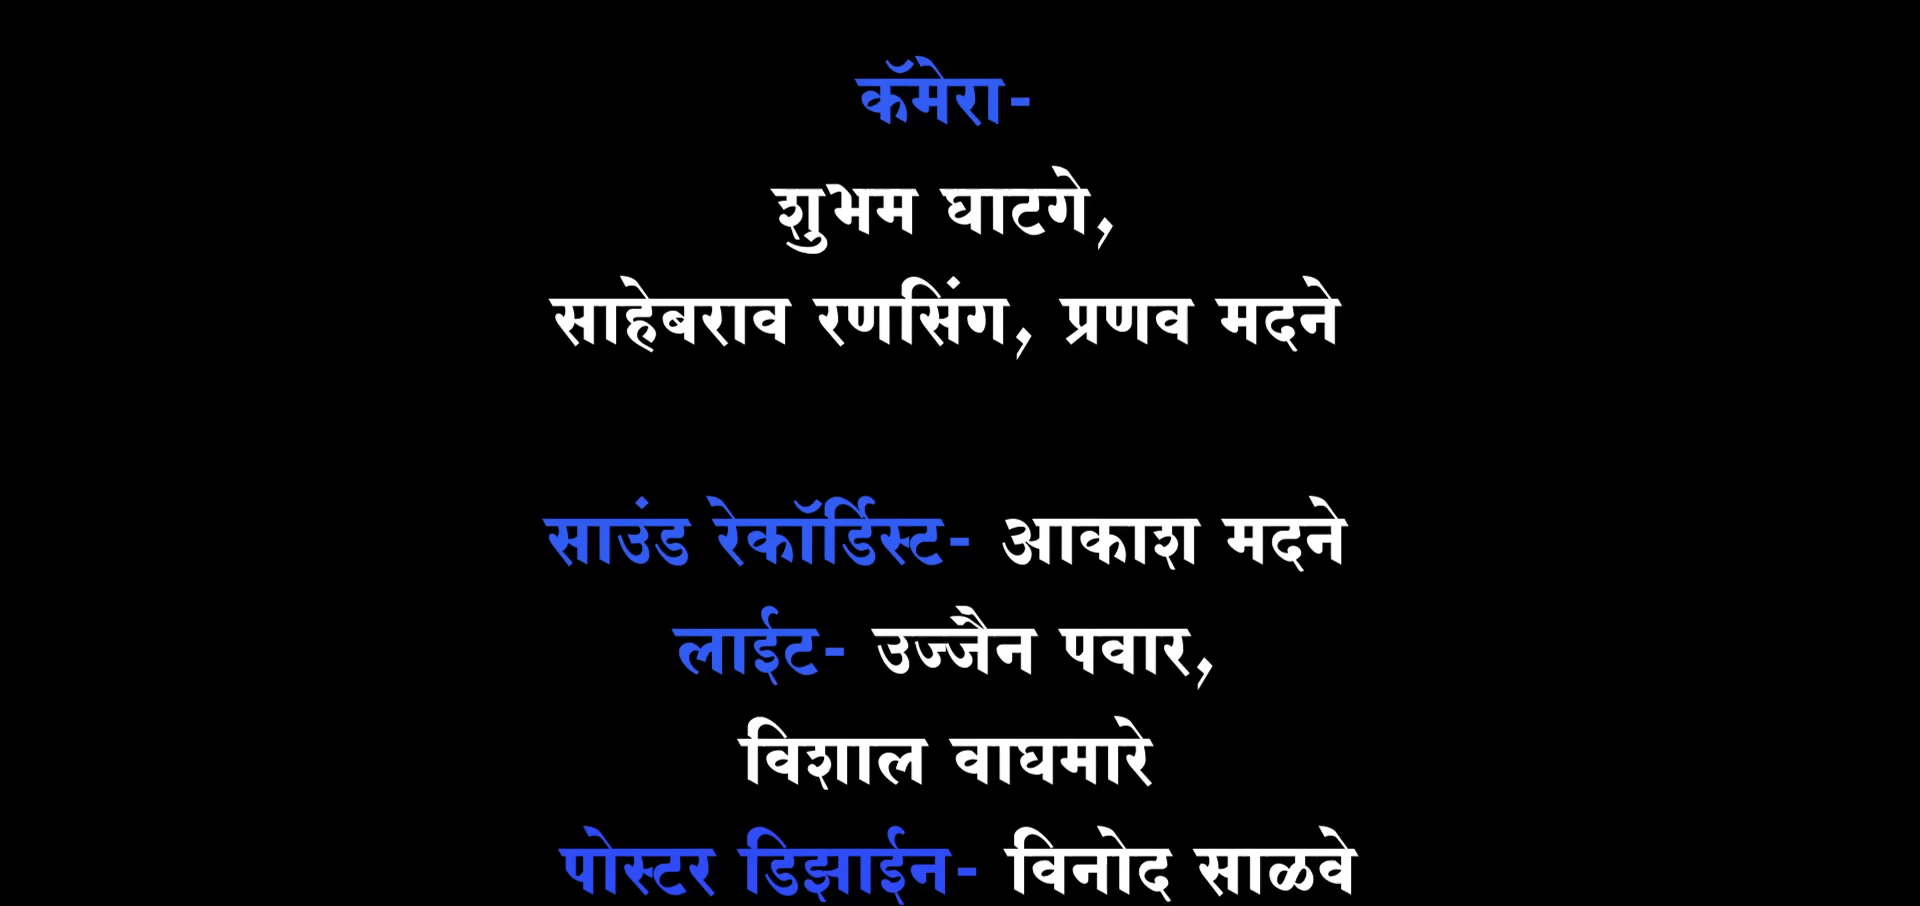 कॅमेरा-
शुभम घाटगे,
साहेबराव रणसिंग, प्रणव मदने
साउंड रेकॉर्डिस्ट- आकाश मदने
लाईट- उज्जैन पवार,
विशाल वाघमारे
पोस्टर डिझाईन- विनोद साळवे